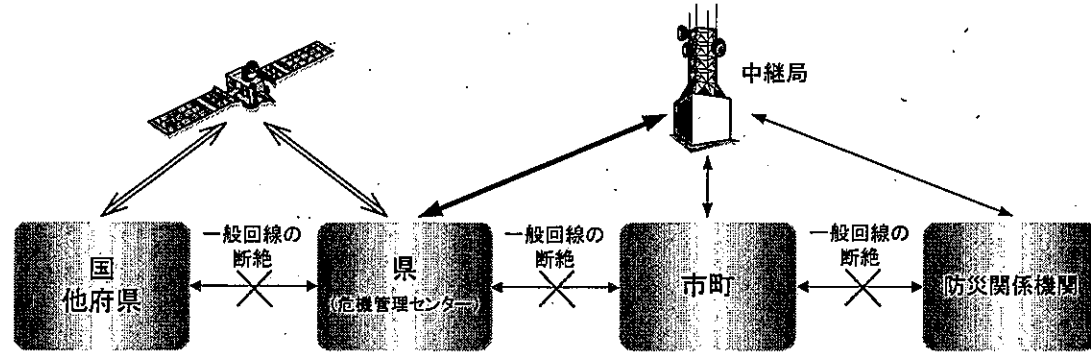 中継局
一般回線の
断絶
一般回線の
断絶
一般回線の
断絶
国
他府県
県
(危機管理センター)
市町
防災関係機関